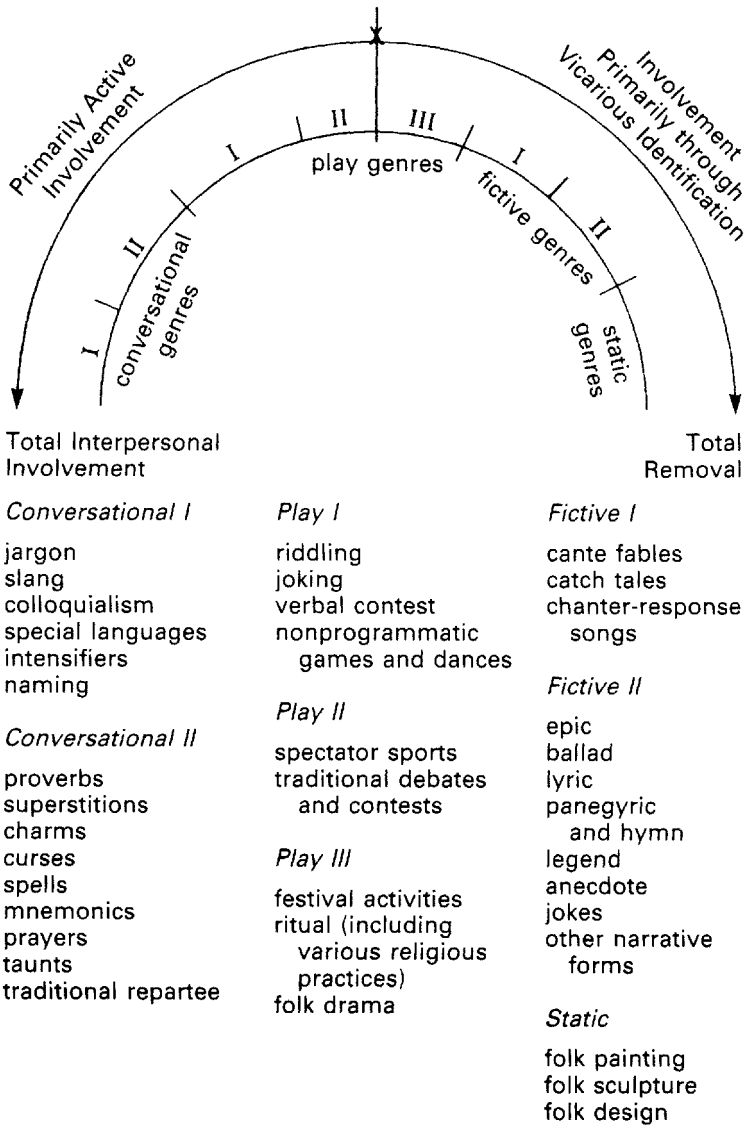 Primarily Active
Involvement
Involvement
Primarily through
Vicarious Identification
X
I
II
I
II
III
I
II
conversational
genres
play genres
fictive genres
static
genres
Total Interpersonal
Involvement
Total
Removal
Conversational I
jargon
slang
colloquialism
special languages
intensifiers
naming
Conversational II
proverbs
superstitions
charms
curses
spells
mnemonics
prayers
taunts
traditional repartee
Play I
riddling
joking
verbal contest
nonprogrammatic
games and dances
Play II
spectator sports
traditional debates
and contests
Play III
festival activities
ritual (including
various religious
practices)
folk drama
Fictive I
cante fables
catch tales
chanter-response
songs
Fictive II
epic
ballad
lyric
panegyric
and hymn
legend
anecdote
jokes
other narrative
forms
Static
folk painting
folk sculpture
folk design